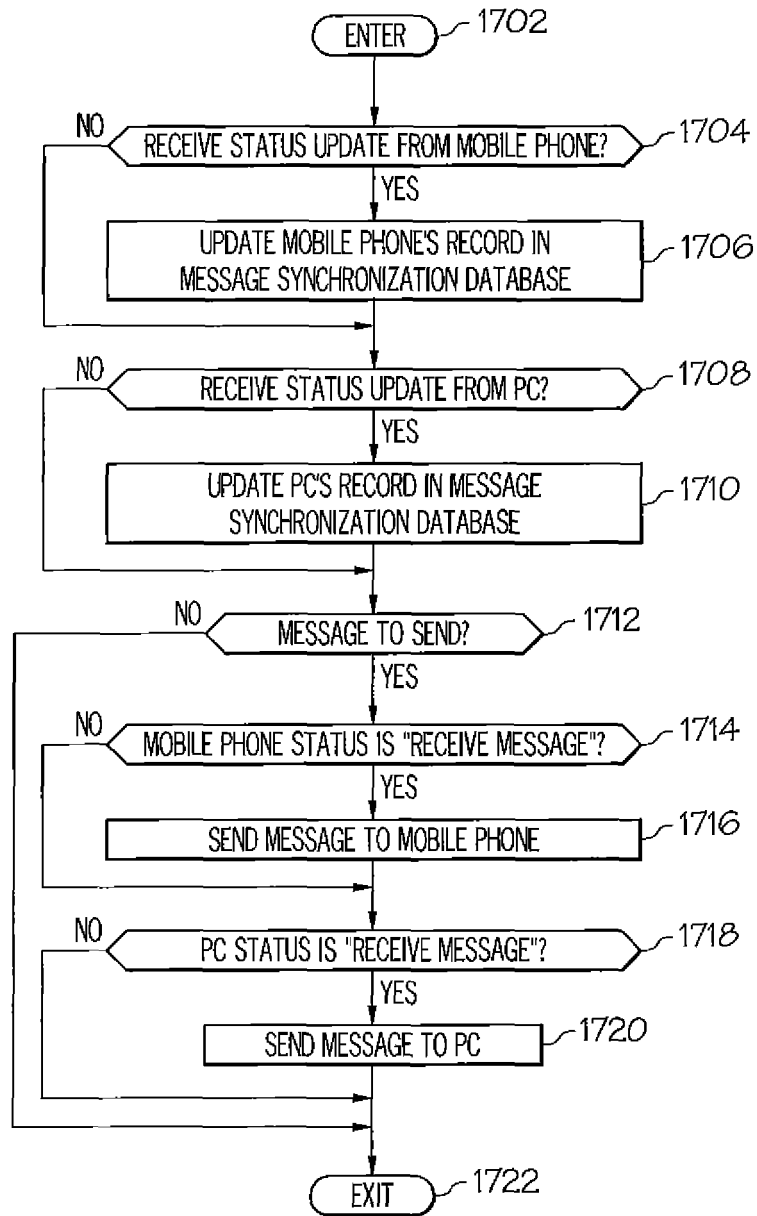 ENTER 1702
NO RECEIVE STATUS UPDATE FROM MOBILE PHONE? 1704
YES
UPDATE MOBILE PHONE'S RECORD IN
MESSAGE SYNCHRONIZATION DATABASE 1706
NO RECEIVE STATUS UPDATE FROM PC? 1708
YES
UPDATE PC'S RECORD IN MESSAGE
SYNCHRONIZATION DATABASE 1710
NO MESSAGE TO SEND? 1712
YES
NO MOBILE PHONE STATUS IS "RECEIVE MESSAGE"? 1714
YES
SEND MESSAGE TO MOBILE PHONE 1716
NO PC STATUS IS "RECEIVE MESSAGE"? 1718
YES
SEND MESSAGE TO PC 1720
EXIT 1722